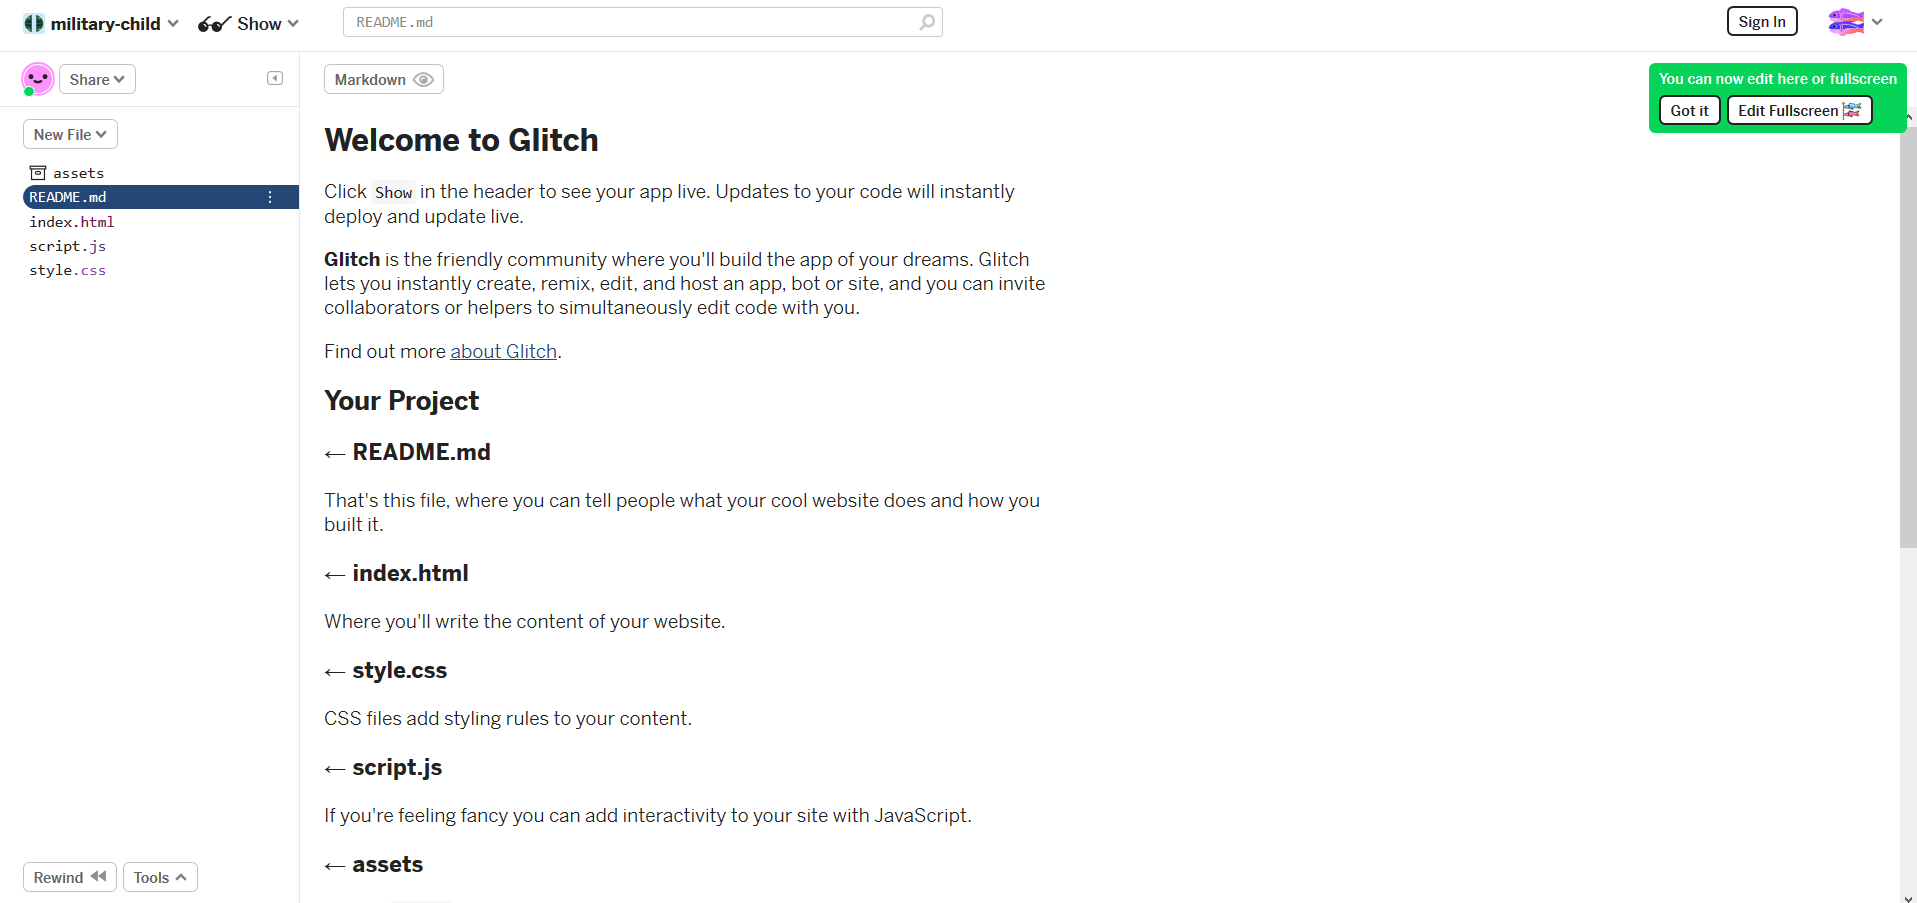 military-child
Show
README.md
Sign In
Share
Markdown
You can now edit here or fullscreen
Got it
Edit Fullscreen
New File
assets
README.md
index.html
script.js
style.css
Welcome to Glitch
Click Show in the header to see your app live. Updates to your code will instantly
deploy and update live.
Glitch is the friendly community where you'll build the app of your dreams. Glitch
lets you instantly create, remix, edit, and host an app, bot or site, and you can invite
collaborators or helpers to simultaneously edit code with you.
Find out more about Glitch.
Your Project
← README.md
That's this file, where you can tell people what your cool website does and how you
built it.
← index.html
Where you'll write the content of your website.
← style.css
CSS files add styling rules to your content.
← script.js
If you're feeling fancy you can add interactivity to your site with JavaScript.
← assets
Rewind
Tools